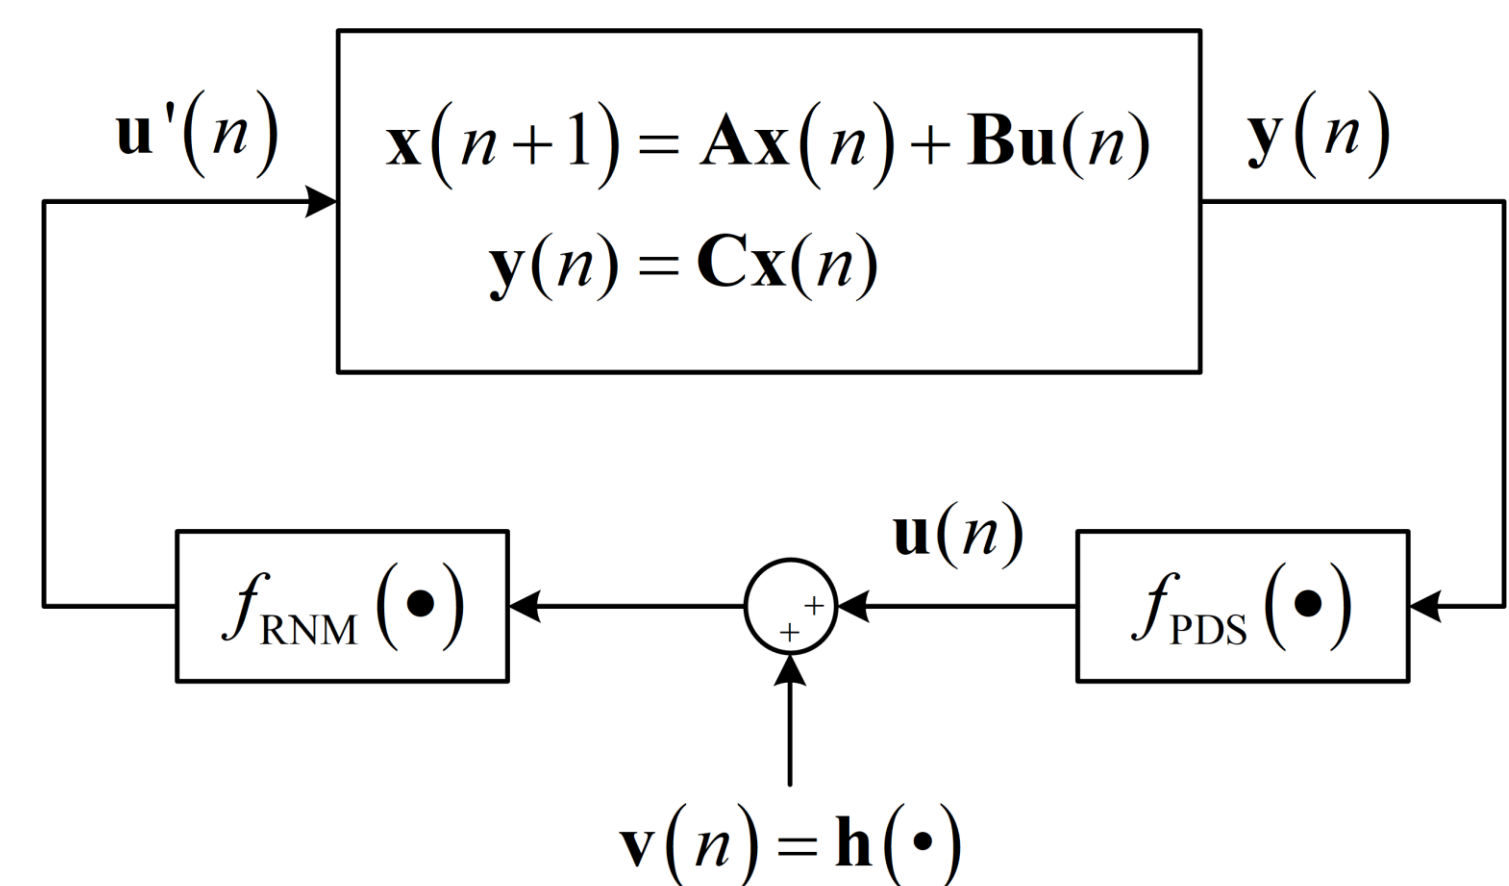 u'(n)
x(n+1) = Ax(n) + Bu(n)
y(n) = Cx(n)
y(n)
f_RNM(•)
+
+
u(n)
f_PDS(•)
v(n) = h(•)